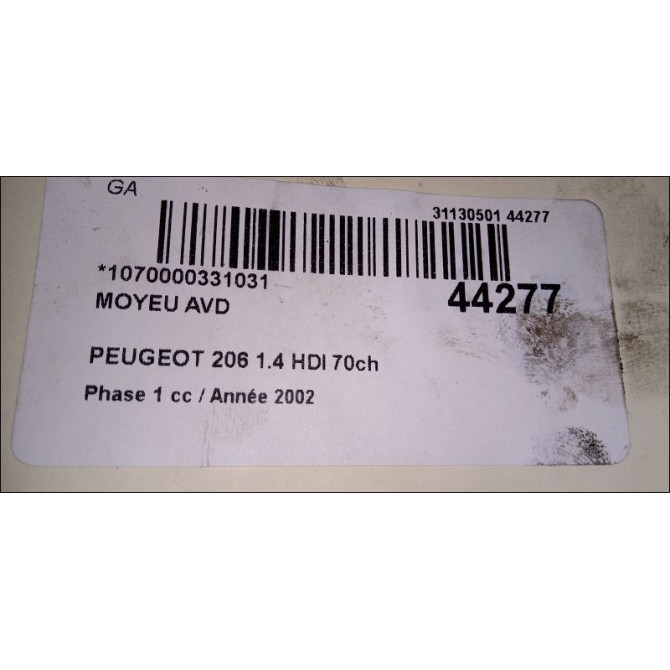 GA
31130501 44277
*1070000331031
44277
MOYEU AVD
PEUGEOT 206 1.4 HDI 70ch
Phase 1 cc / Année 2002